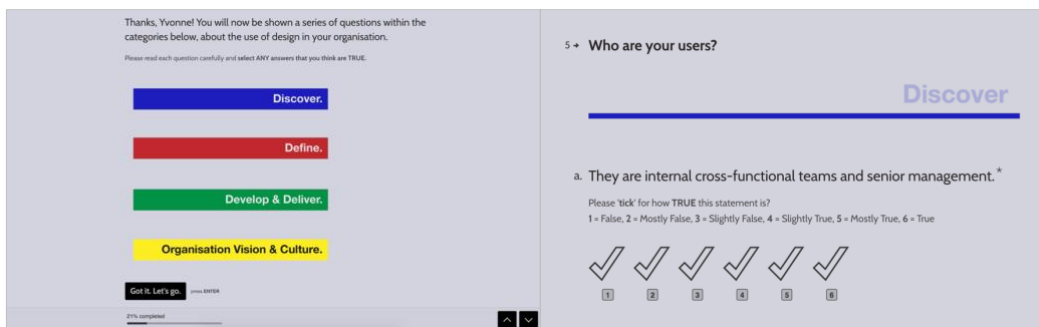 Thanks, Yvonne! You will now be shown a series of questions within the
categories below, about the use of design in your organisation.
Please read each question carefully and select ANY answers that you think are TRUE.
Discover.
Define.
Develop & Deliver.
Organisation Vision & Culture.
Got it. Let's go.
press ENTER
21% completed
5 → Who are your users?
Discover
a. They are internal cross-functional teams and senior management.*
Please 'tick' for how TRUE this statement is?
1 = False, 2 = Mostly False, 3 = Slightly False, 4 = Slightly True, 5 = Mostly True, 6 = True
1 2 3 4 5 6